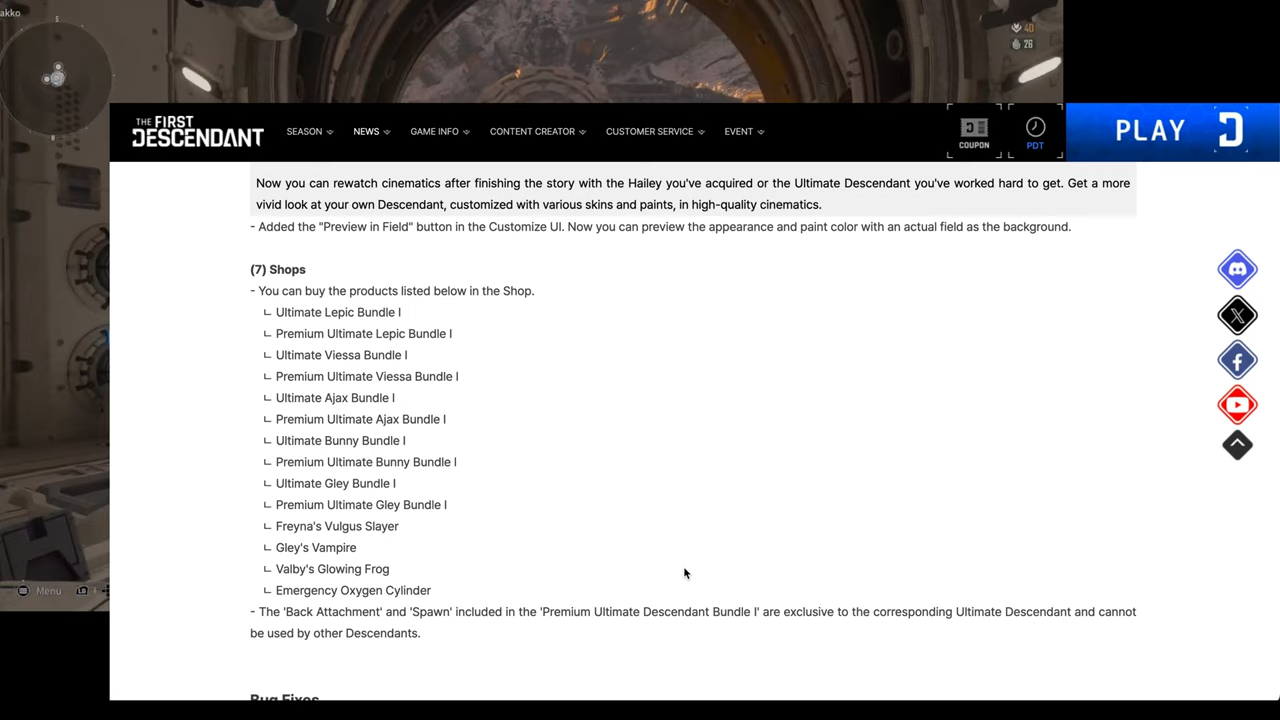 akko
S
40
26
N
THE FIRST DESCENDANT
SEASON
NEWS
GAME INFO
CONTENT CREATOR
CUSTOMER SERVICE
EVENT
COUPON
PDT
PLAY
Now you can rewatch cinematics after finishing the story with the Hailey you've acquired or the Ultimate Descendant you've worked hard to get. Get a more
vivid look at your own Descendant, customized with various skins and paints, in high-quality cinematics.
- Added the "Preview in Field" button in the Customize UI. Now you can preview the appearance and paint color with an actual field as the background.
(7) Shops
- You can buy the products listed below in the Shop.
ㄴ Ultimate Lepic Bundle I
ㄴ Premium Ultimate Lepic Bundle I
ㄴ Ultimate Viessa Bundle I
ㄴ Premium Ultimate Viessa Bundle I
ㄴ Ultimate Ajax Bundle I
ㄴ Premium Ultimate Ajax Bundle I
ㄴ Ultimate Bunny Bundle I
ㄴ Premium Ultimate Bunny Bundle I
ㄴ Ultimate Gley Bundle I
ㄴ Premium Ultimate Gley Bundle I
ㄴ Freyna's Vulgus Slayer
ㄴ Gley's Vampire
ㄴ Valby's Glowing Frog
ㄴ Emergency Oxygen Cylinder
Menu
LB
- The 'Back Attachment' and 'Spawn' included in the 'Premium Ultimate Descendant Bundle I' are exclusive to the corresponding Ultimate Descendant and cannot
be used by other Descendants.
Bug Fixes